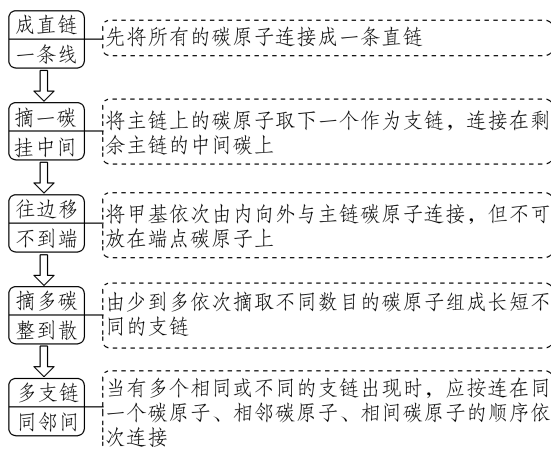 成直链
一条线
先将所有的碳原子连接成一条直链
摘一碳
挂中间
将主链上的碳原子取下一个作为支链，连接在剩
余主链的中间碳上
往边移
不到端
将甲基依次由内向外与主链碳原子连接，但不可
放在端点碳原子上
摘多碳
整到散
由少到多依次摘取不同数目的碳原子组成长短不
同的支链
多支链
同邻间
当有多个相同或不同的支链出现时，应按连在同
一个碳原子、相邻碳原子、相间碳原子的顺序依
次连接